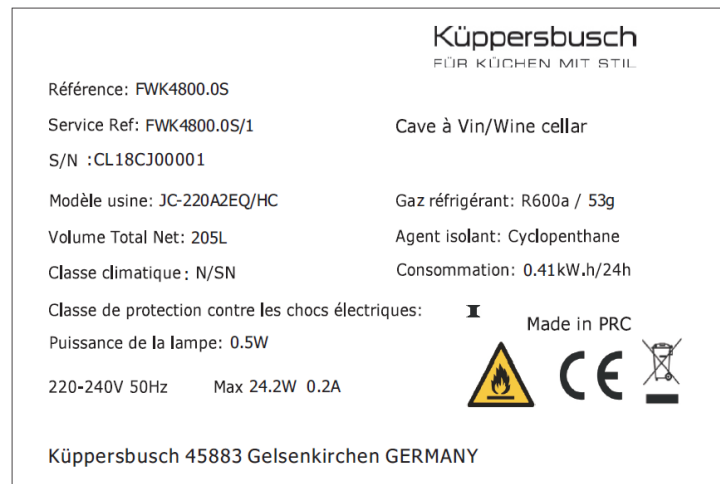 Küppersbusch
FÜR KÜCHEN MIT STIL
Référence: FWK4800.0S
Service Ref: FWK4800.0S/1
Cave à Vin/Wine cellar
S/N :CL18CJ00001
Modèle usine: JC-220A2EQ/HC
Gaz réfrigérant: R600a / 53g
Volume Total Net: 205L
Agent isolant: Cyclopenthane
Classe climatique: N/SN
Consommation: 0.41kW.h/24h
Classe de protection contre les chocs électriques: I
Made in PRC
Puissance de la lampe: 0.5W
CE
220-240V 50Hz Max 24.2W 0.2A
Küppersbusch 45883 Gelsenkirchen GERMANY